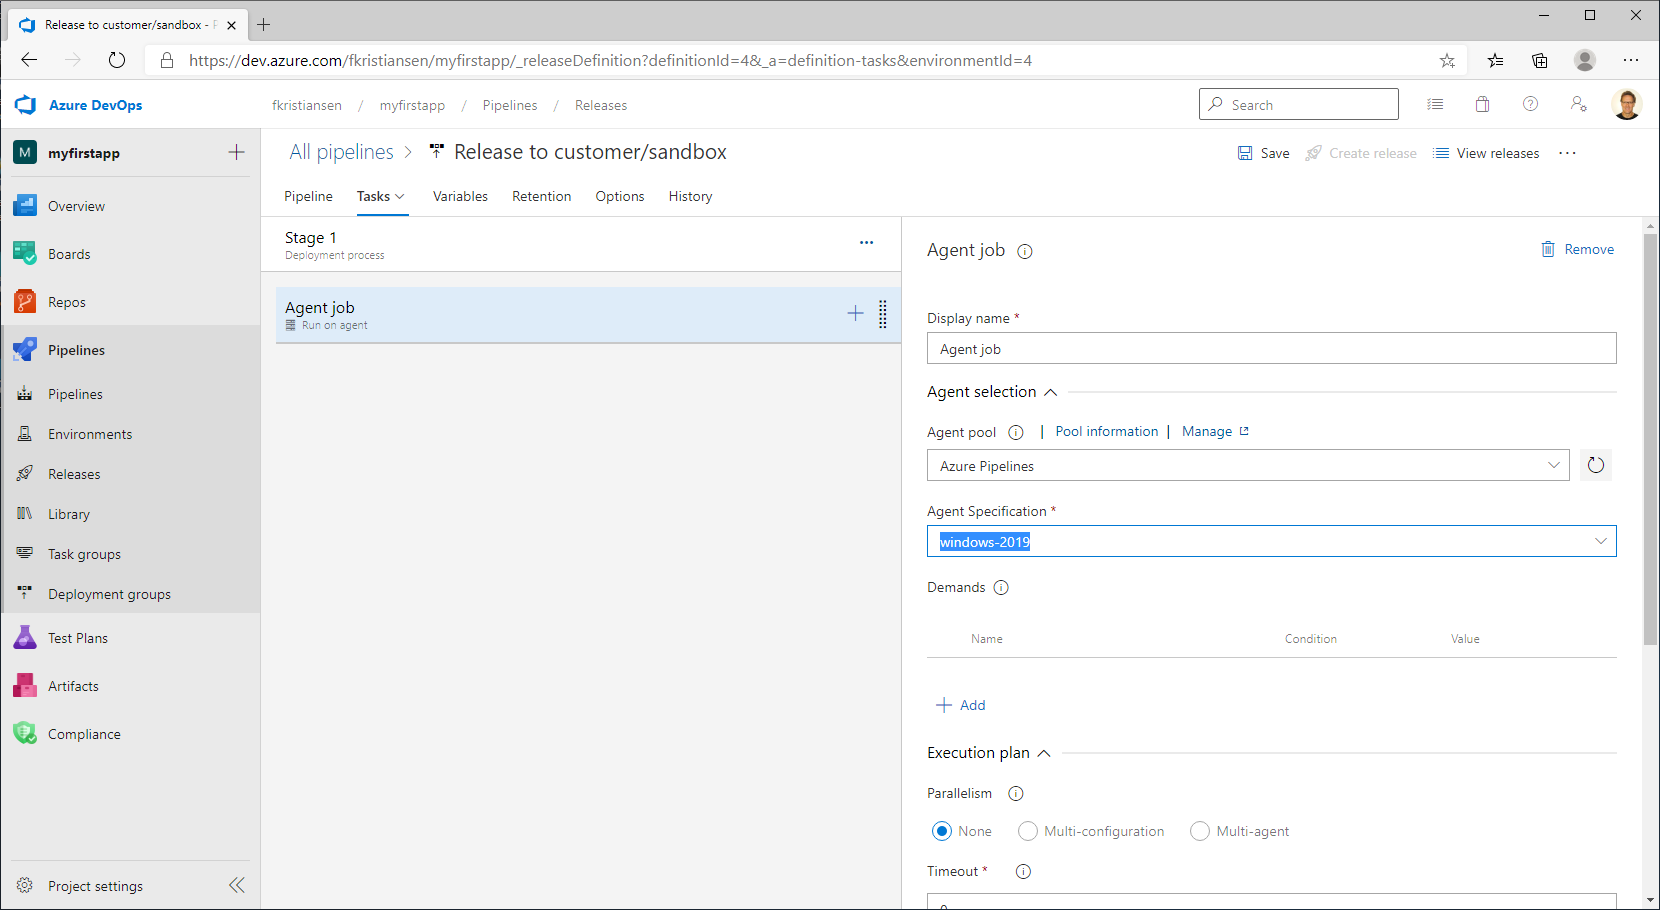 Release to customer/sandbox - P
https://dev.azure.com/fkristiansen/myfirstapp/_releaseDefinition?definitionId=4&_a=definition-tasks&environmentId=4
Azure DevOps
fkristiansen / myfirstapp / Pipelines / Releases
Search
M myfirstapp
Overview
Boards
Repos
Pipelines
Pipelines
Environments
Releases
Library
Task groups
Deployment groups
Test Plans
Artifacts
Compliance
Project settings
All pipelines > Release to customer/sandbox
Save Create release View releases ...
Pipeline Tasks Variables Retention Options History
Stage 1
Deployment process
Agent job
Run on agent
Agent job
Remove
Display name *
Agent job
Agent selection
Agent pool | Pool information | Manage
Azure Pipelines
Agent Specification *
windows-2019
Demands
Name Condition Value
+ Add
Execution plan
Parallelism
None Multi-configuration Multi-agent
Timeout *